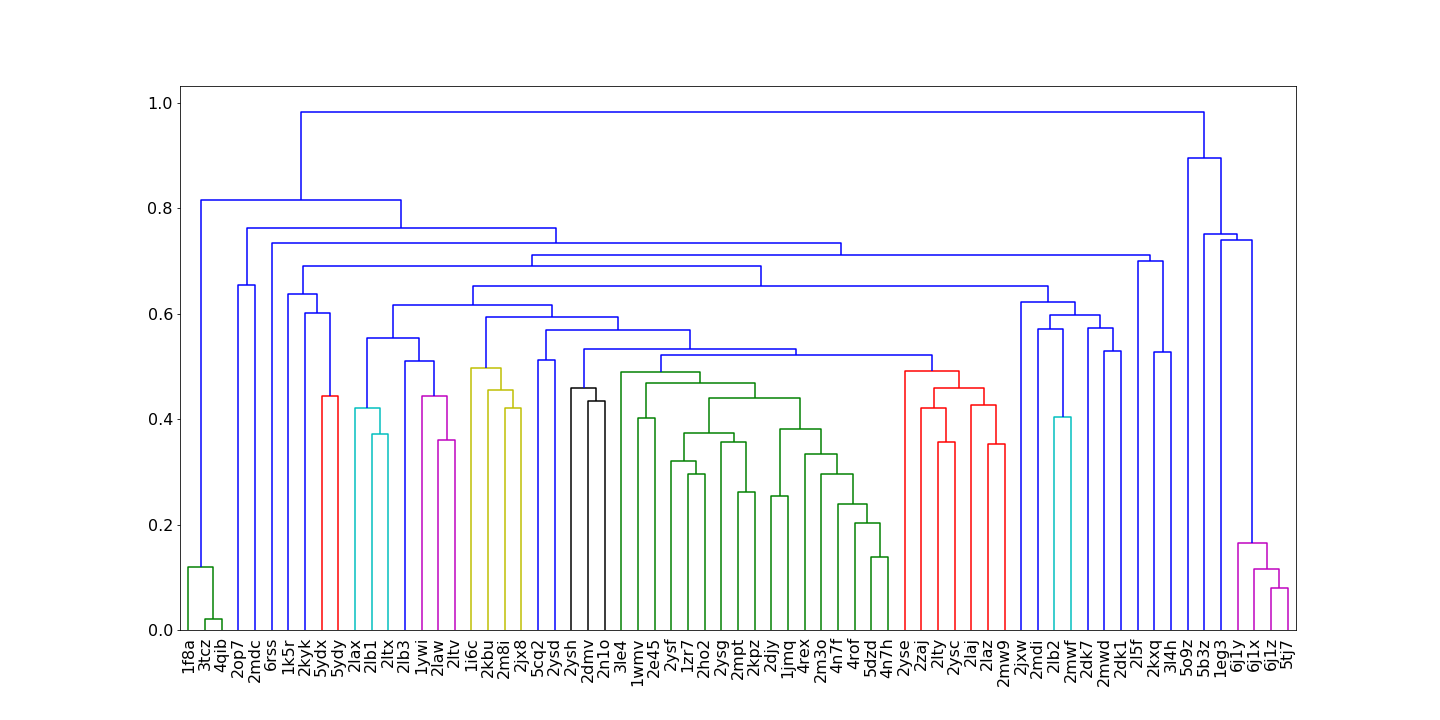 1.0
0.8
0.6
0.4
0.2
0.0
1f8a
3tcz
4qib
2op7
2mdc
6rss
1k5r
2kyk
5ydx
5ydy
2lax
2lb1
2ltx
2lb3
1ywi
2law
2ltv
1i6c
2kbu
2m8i
2jx8
5cq2
2ysd
2ysh
2dmv
2n1o
3le4
1wmv
2e45
2ysf
1zr7
2ho2
2ysg
2mpt
2kpz
2djy
1jmq
4rex
2m3o
4n7f
4rof
5dzd
4n7h
2yse
2zaj
2lty
2ysc
2laj
2laz
2mw9
2jxw
2mdi
2lb2
2mwf
2dk7
2mwd
2dk1
2l5f
2kxq
3l4h
5o9z
5b3z
1eg3
6j1y
6j1x
6j1z
5tj7